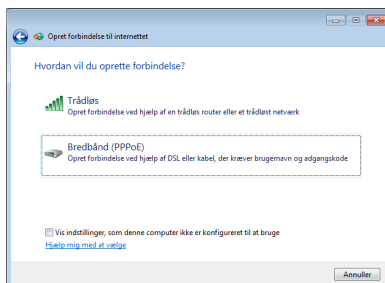 Opret forbindelse til internettet
Hvordan vil du oprette forbindelse?
Trådløs
Opret forbindelse ved hjælp af en trådløs router eller et trådløst netværk
Bredbånd (PPPoE)
Opret forbindelse ved hjælp af DSL eller kabel, der kræver brugernavn og adgangskode
Vis indstillinger, som denne computer ikke er konfigureret til at bruge
Hjælp mig med at vælge
Annuller